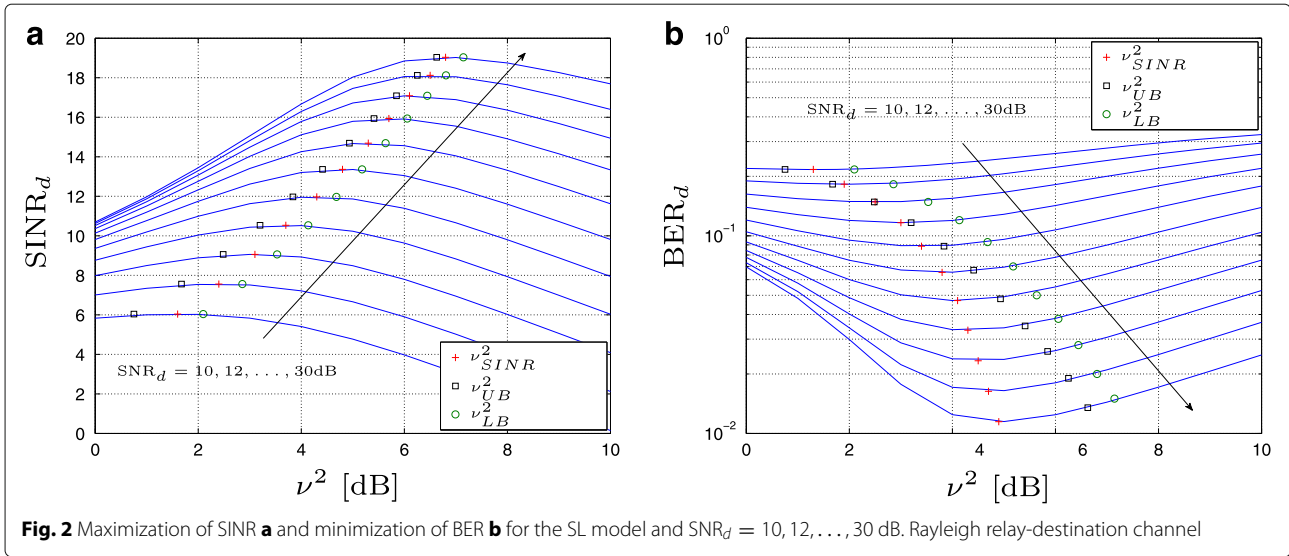 a
20
18
16
14
12
10
8
6
4
2
0
SINR_d
SNR_d = 10, 12, . . . , 30dB
ν²_SINR
ν²_UB
ν²_LB
0 2 4 6 8 10
ν² [dB]
b
10⁰
10⁻¹
10⁻²
BER_d
SNR_d = 10, 12, . . . , 30dB
ν²_SINR
ν²_UB
ν²_LB
0 2 4 6 8 10
ν² [dB]
Fig. 2 Maximization of SINR a and minimization of BER b for the SL model and SNR_d = 10, 12, . . . , 30 dB. Rayleigh relay-destination channel